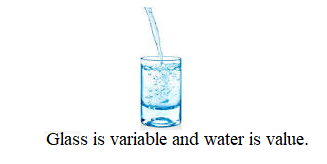 Glass is variable and water is value.